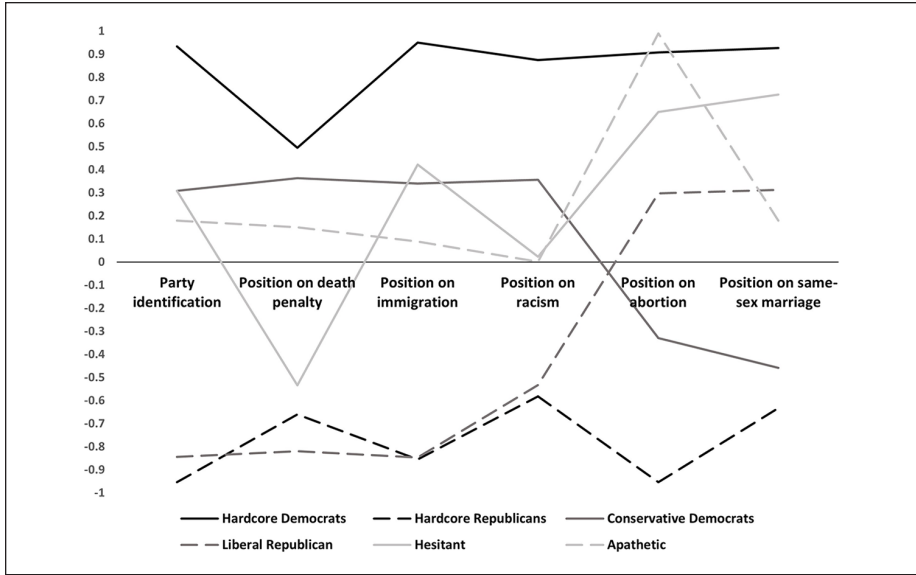 1
0.9
0.8
0.7
0.6
0.5
0.4
0.3
0.2
0.1
0
-0.1
-0.2
-0.3
-0.4
-0.5
-0.6
-0.7
-0.8
-0.9
-1
Party
identification
Position on death
penalty
Position on
immigration
Position on
racism
Position on
abortion
Position on same-
sex marriage
Hardcore Democrats
Hardcore Republicans
Conservative Democrats
Liberal Republican
Hesitant
Apathetic